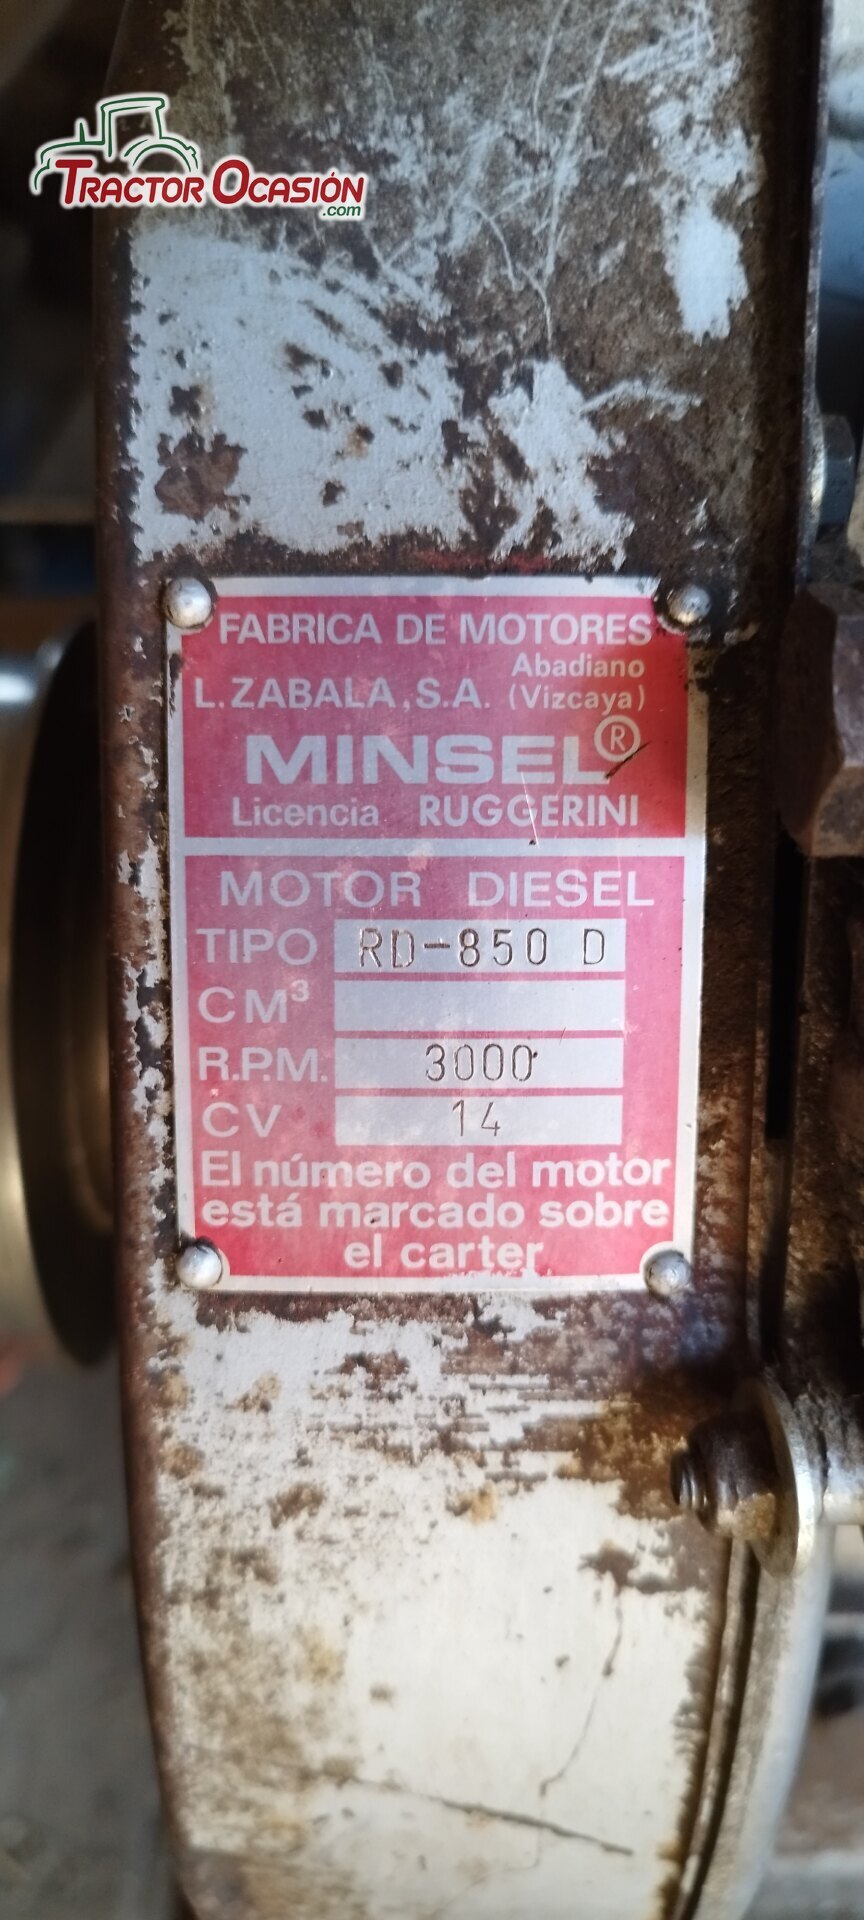 TRACTOR OCASIÓN
.com
FABRICA DE MOTORES
Abadiano
L.ZABALA,S.A. (Vizcaya)
MINSEL®
Licencia RUGGERINI
MOTOR DIESEL
TIPO RD-850 D
CM³
R.P.M. 3000
CV 14
El número del motor
está marcado sobre
el carter